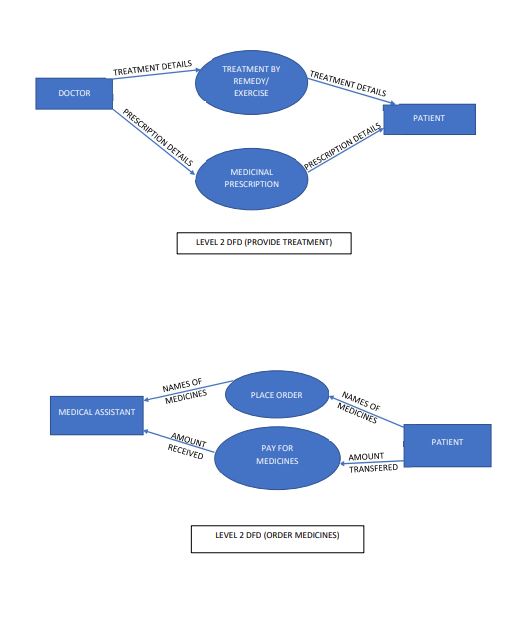 TREATMENT DETAILS
TREATMENT BY
REMEDY/
EXERCISE
TREATMENT DETAILS
DOCTOR
PATIENT
PRESCRIPTION DETAILS
PRESCRIPTION DETAILS
MEDICINAL
PRESCRIPTION
LEVEL 2 DFD (PROVIDE TREATMENT)
NAMES OF
MEDICINES
PLACE ORDER
NAMES OF
MEDICINES
MEDICAL ASSISTANT
PATIENT
AMOUNT
RECEIVED
PAY FOR
MEDICINES
AMOUNT
TRANSFERED
LEVEL 2 DFD (ORDER MEDICINES)